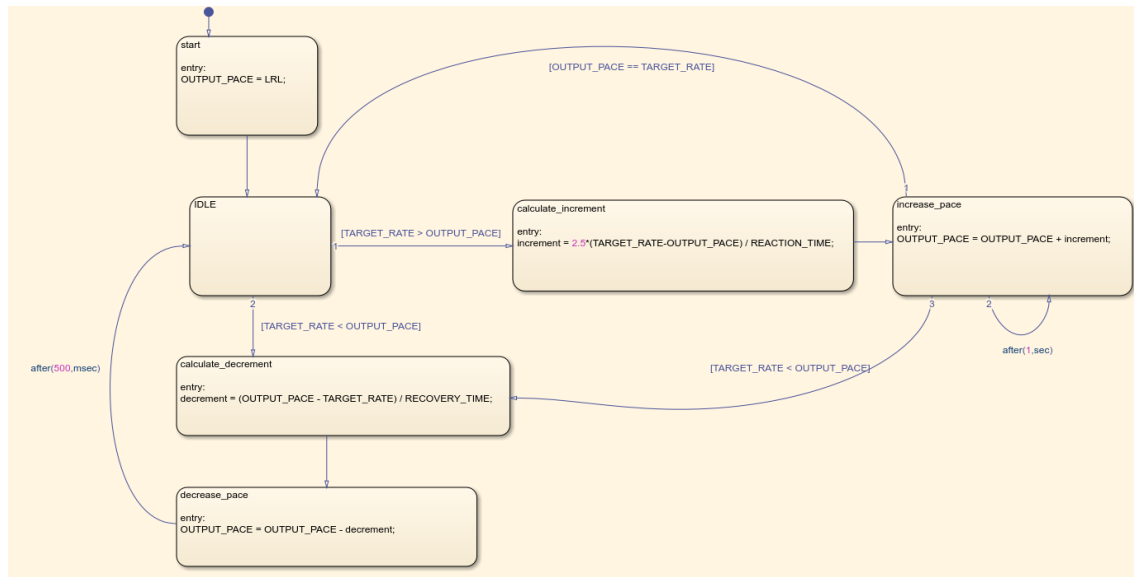 start
entry:
OUTPUT_PACE = LRL;
[OUTPUT_PACE == TARGET_RATE]
IDLE
1
[TARGET_RATE > OUTPUT_PACE]
calculate_increment
entry:
increment = 2.5*(TARGET_RATE-OUTPUT_PACE) / REACTION_TIME;
1
increase_pace
entry:
OUTPUT_PACE = OUTPUT_PACE + increment;
2
[TARGET_RATE < OUTPUT_PACE]
3
2
after(1,sec)
[TARGET_RATE < OUTPUT_PACE]
after(500,msec)
calculate_decrement
entry:
decrement = (OUTPUT_PACE - TARGET_RATE) / RECOVERY_TIME;
decrease_pace
entry:
OUTPUT_PACE = OUTPUT_PACE - decrement;